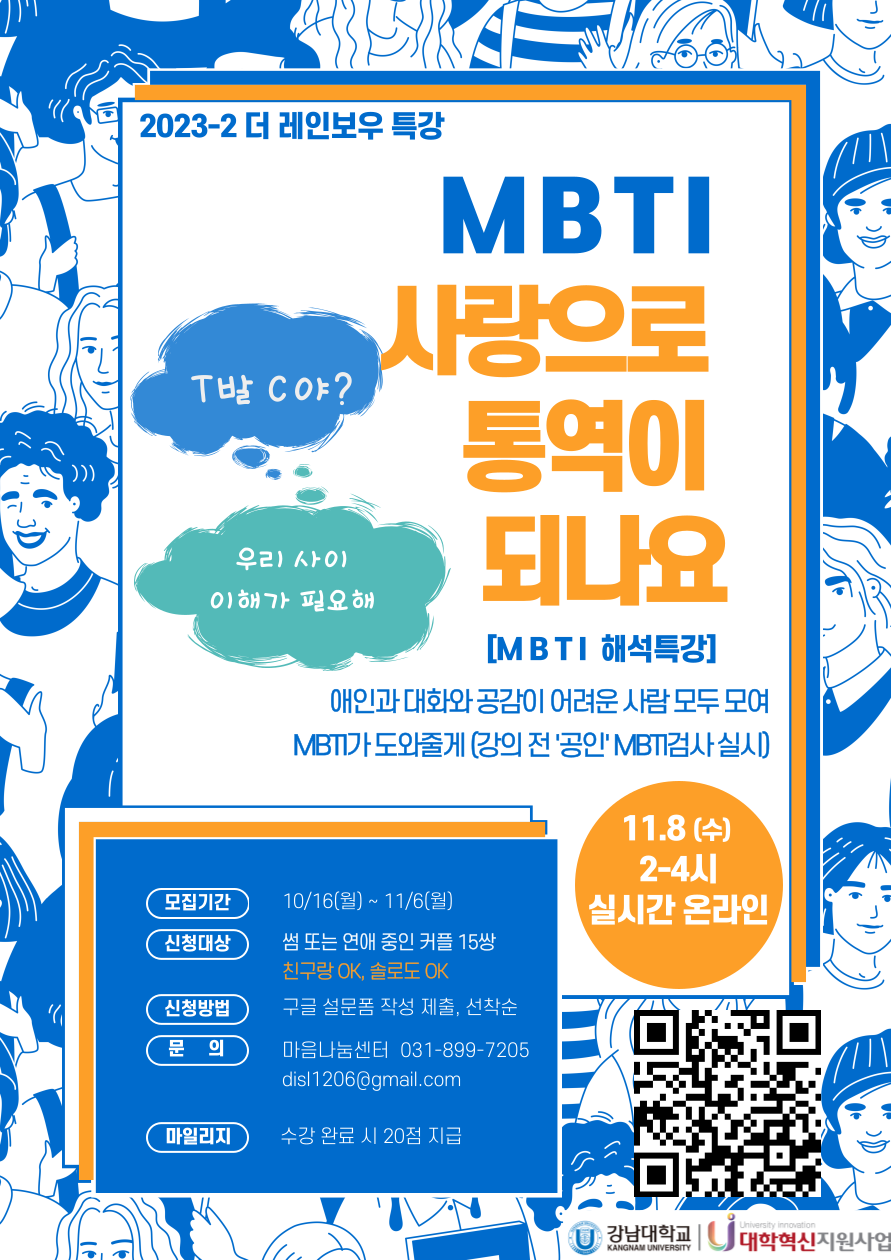 2023-2 더 레인보우 특강
MBTI
사랑으로
통역이
되나요
T발 C야?
우리 사이
이해가 필요해
[MBTI 해석특강]
애인과 대화와 공감이 어려운 사람 모두 모여
MBTI가 도와줄게 (강의 전 '공인' MBTI검사 실시)
11.8 (수)
2-4시
실시간 온라인
모집기간 10/16(월) ~ 11/6(월)
신청대상 썸 또는 연애 중인 커플 15쌍
친구랑 OK, 솔로도 OK
신청방법 구글 설문폼 작성 제출, 선착순
문 의 마음나눔센터 031-899-7205
disl1206@gmail.com
마일리지 수강 완료 시 20점 지급
강남대학교
KANGNAM UNIVERSITY
University innovation
대학혁신지원사업